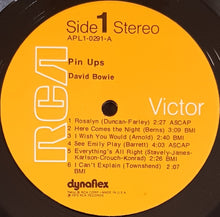 Side 1 Stereo
APL1-0291-A
Pin Ups
David Bowie
RCA
Victor
1 Rosalyn (Duncan-Farley) 2:27 ASCAP
2 Here Comes the Night (Berns) 3:09 BMI
3 I Wish You Would (Arnold) 2:40 BMI
4 See Emily Play (Barrett) 4:03 BMI
5 Everything's All Right (Stavely-James-
Karlson-Crouch-Konrad) 2:26 BMI
6 I Can't Explain (Townshend) 2:07
BMI
dynaflex